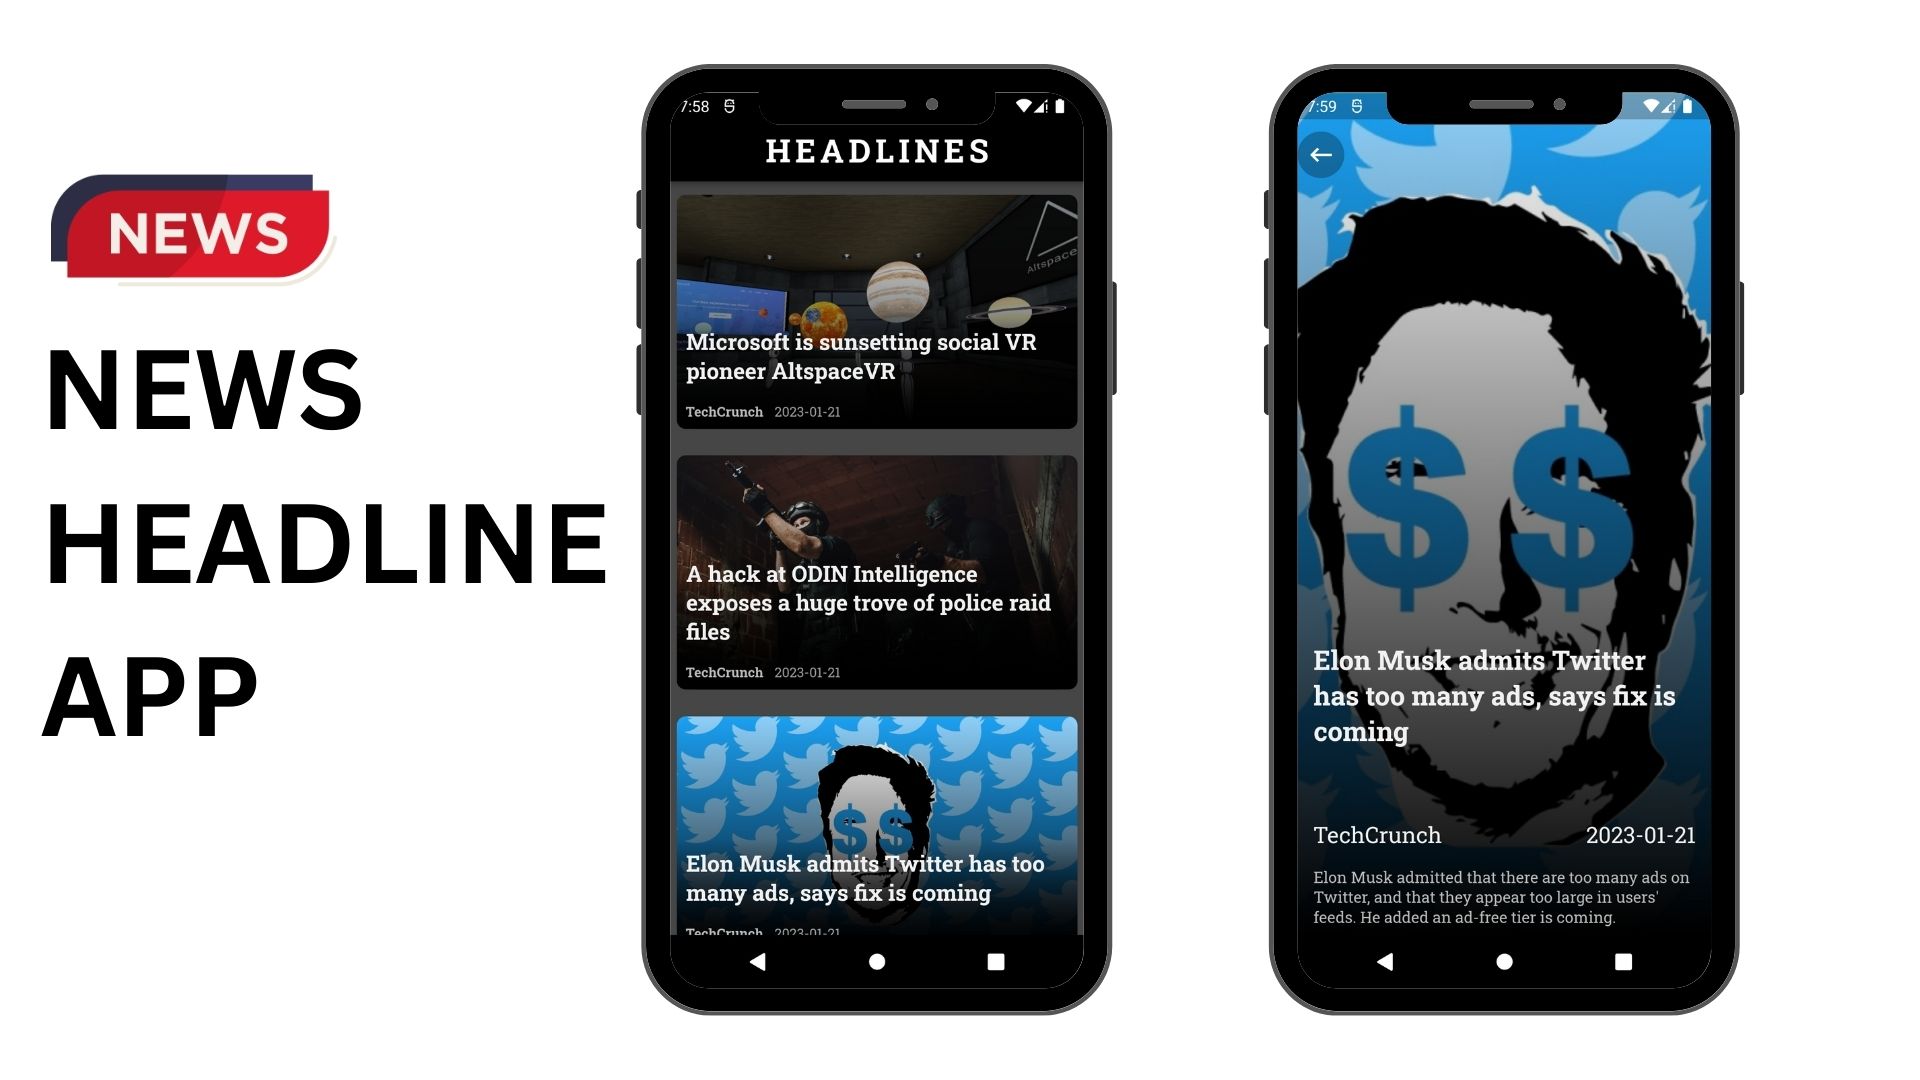 NEWS
NEWS
HEADLINE
APP
7:58
HEADLINES
Altspace
Microsoft is sunsetting social VR
pioneer AltspaceVR
TechCrunch 2023-01-21
A hack at ODIN Intelligence
exposes a huge trove of police raid
files
TechCrunch 2023-01-21
$ $
Elon Musk admits Twitter has too
many ads, says fix is coming
TechCrunch 2023-01-21
7:59
$ $
Elon Musk admits Twitter
has too many ads, says fix is
coming
TechCrunch 2023-01-21
Elon Musk admitted that there are too many ads on
Twitter, and that they appear too large in users'
feeds. He added an ad-free tier is coming.